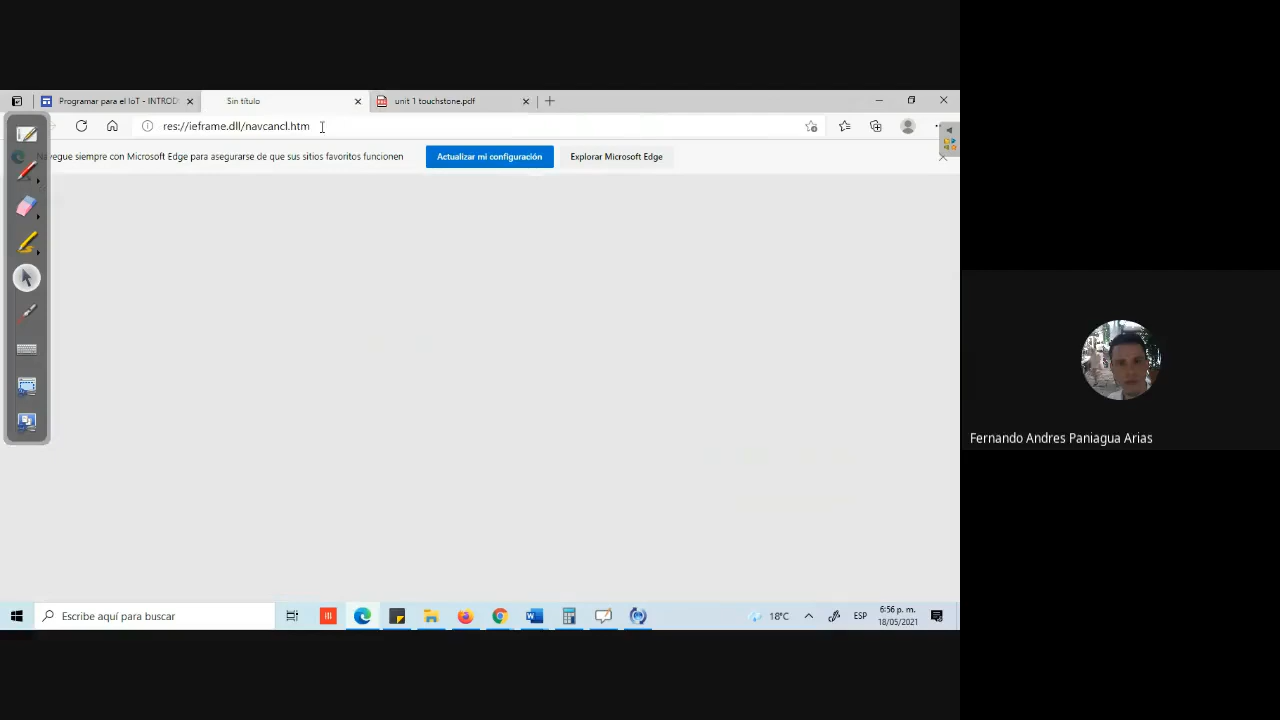 Programar para el IoT - INTROD
Sin título
unit 1 touchstone.pdf
res://ieframe.dll/navcancl.htm
vegue siempre con Microsoft Edge para asegurarse de que sus sitios favoritos funcionen
Actualizar mi configuración
Explorar Microsoft Edge
Fernando Andres Paniagua Arias
Escribe aquí para buscar
18°C
ESP
6:56 p. m.
18/05/2021